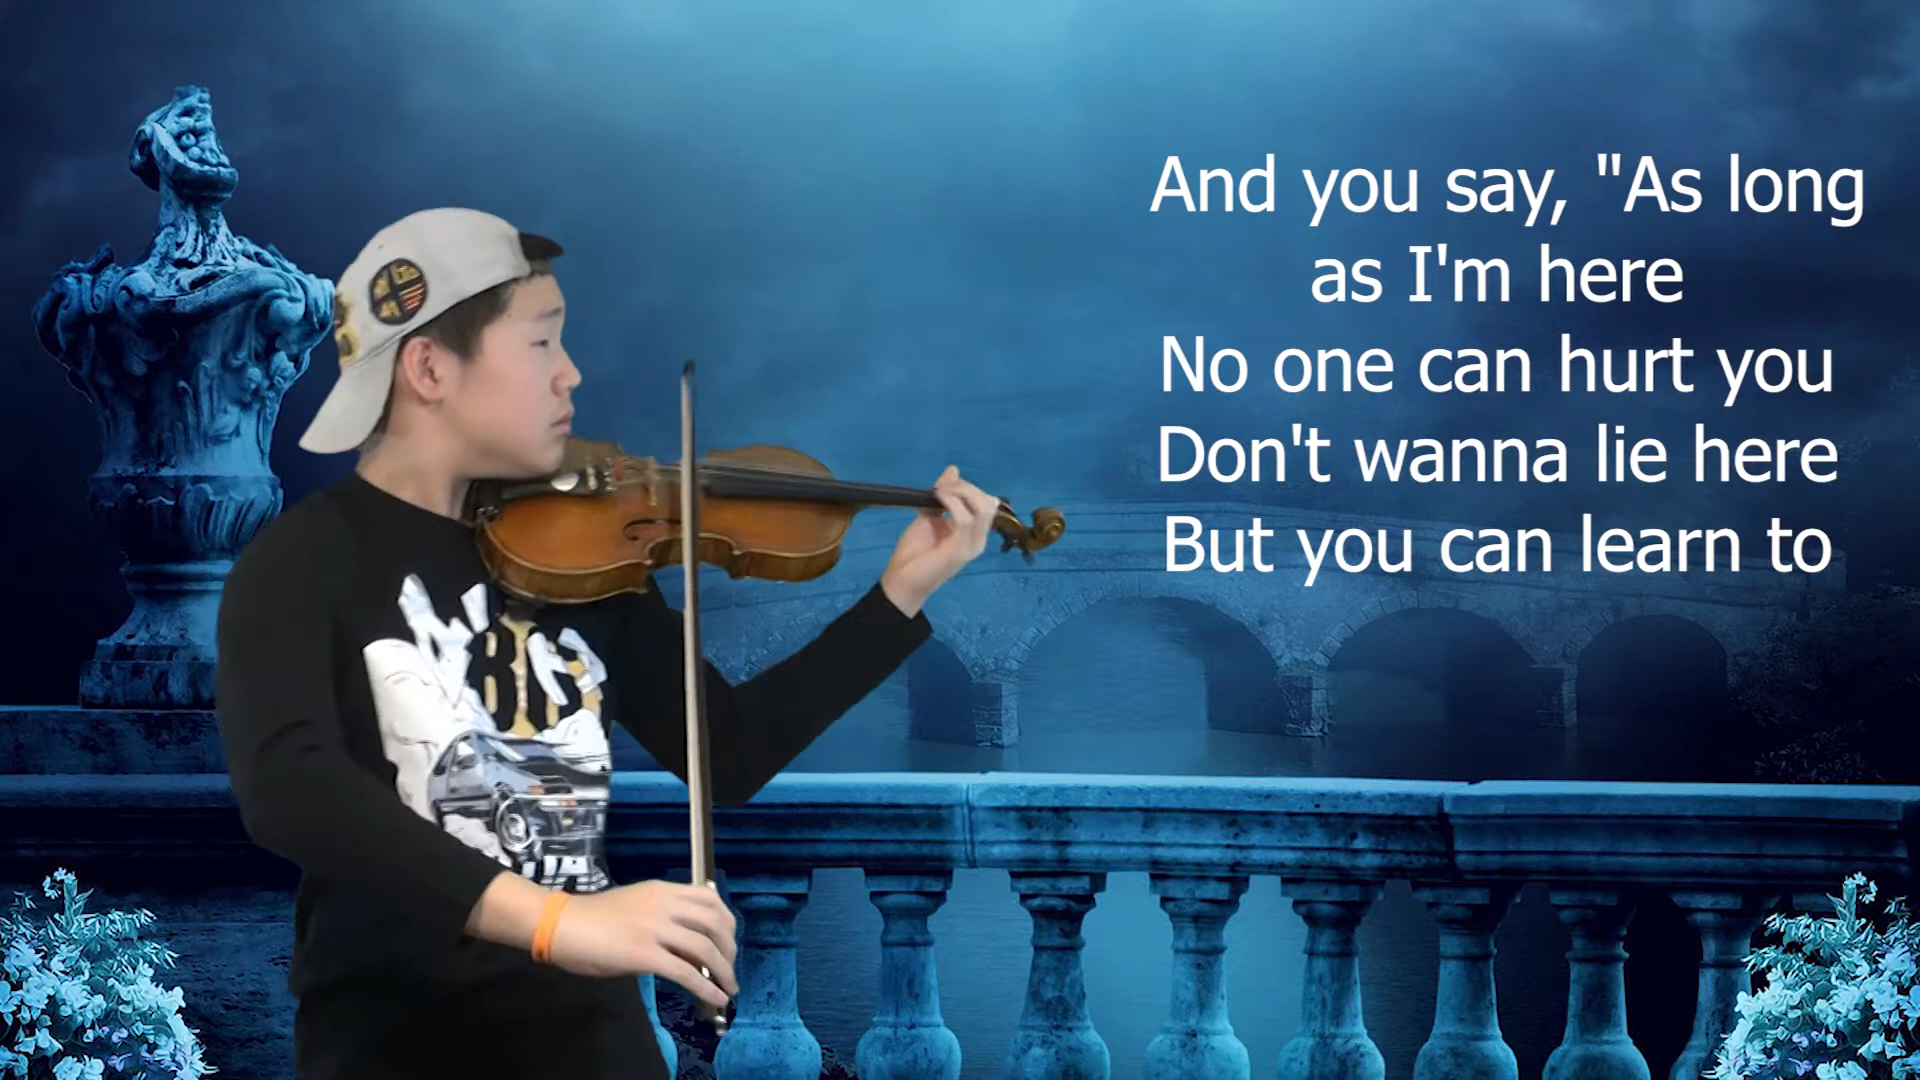 And you say, "As long
as I'm here
No one can hurt you
Don't wanna lie here
But you can learn to